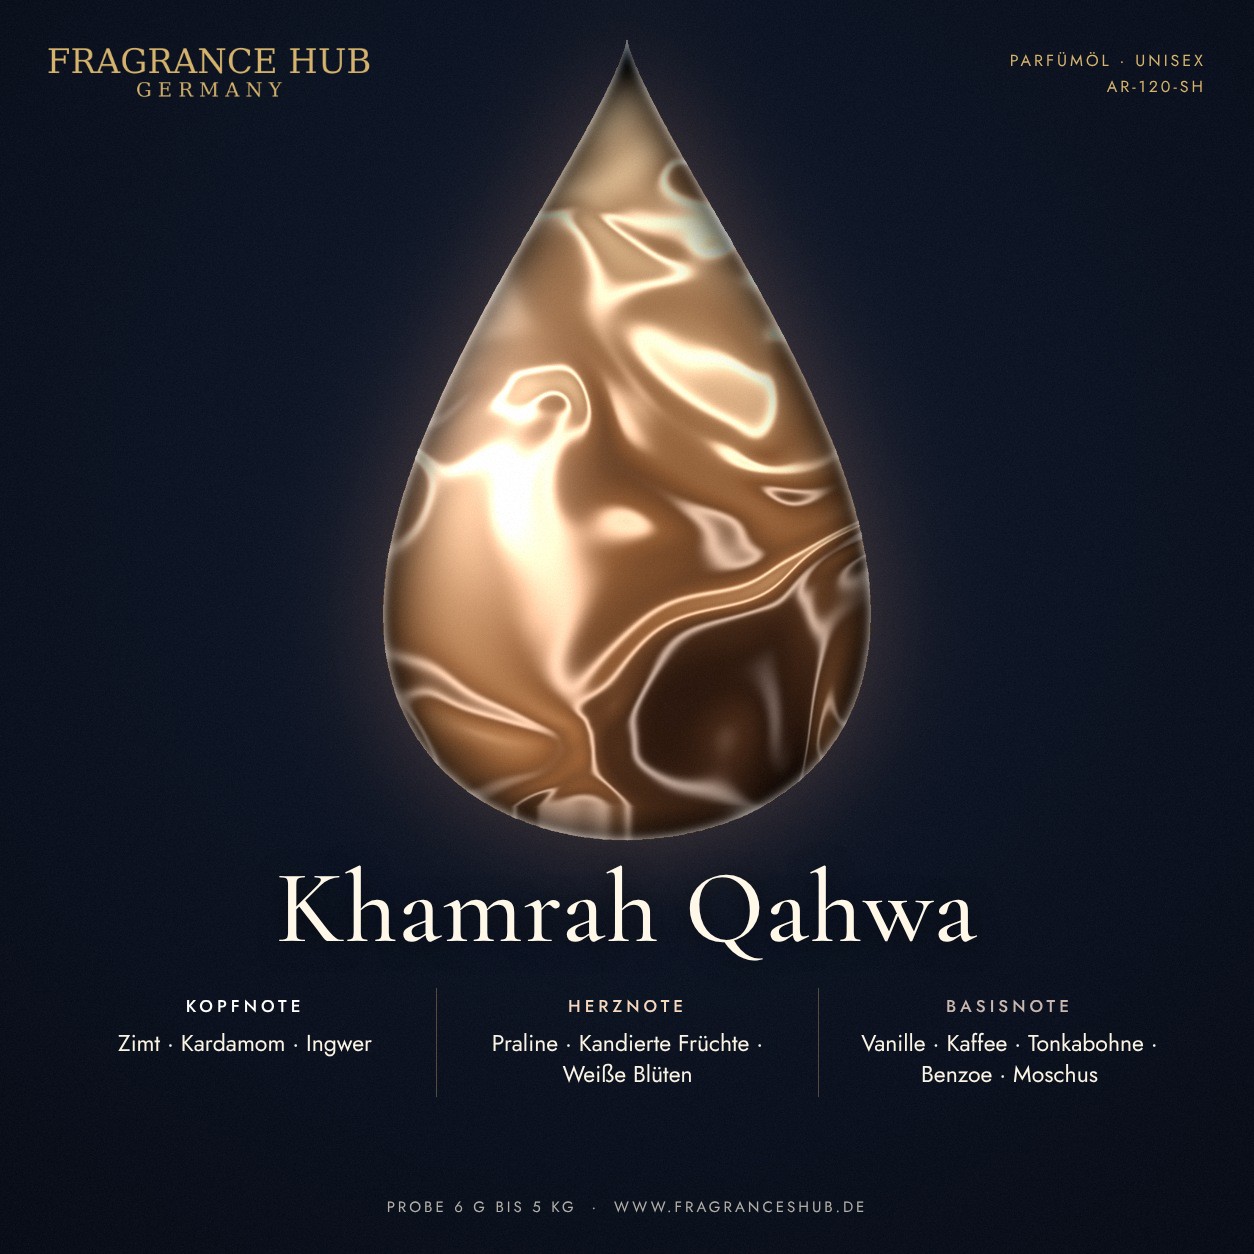 FRAGRANCE HUB
GERMANY
PARFÜMÖL · UNISEX
AR-120-SH
Khamrah Qahwa
KOPFNOTE
Zimt · Kardamom · Ingwer
HERZNOTE
Praline · Kandierte Früchte ·
Weiße Blüten
BASISNOTE
Vanille · Kaffee · Tonkabohne ·
Benzoe · Moschus
PROBE 6 G BIS 5 KG · WWW.FRAGRANCESHUB.DE